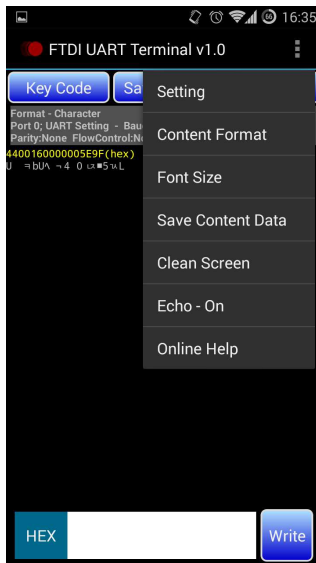 86 16:35
FTDI UART Terminal v1.0
Key Code Sa
Setting
Content Format
Font Size
Save Content Data
Clean Screen
Echo - On
Online Help
Format - Character
Port 0; UART Setting - Bau
Parity:None FlowControl:N
4400160000005E9F(hex)
HEX
Write